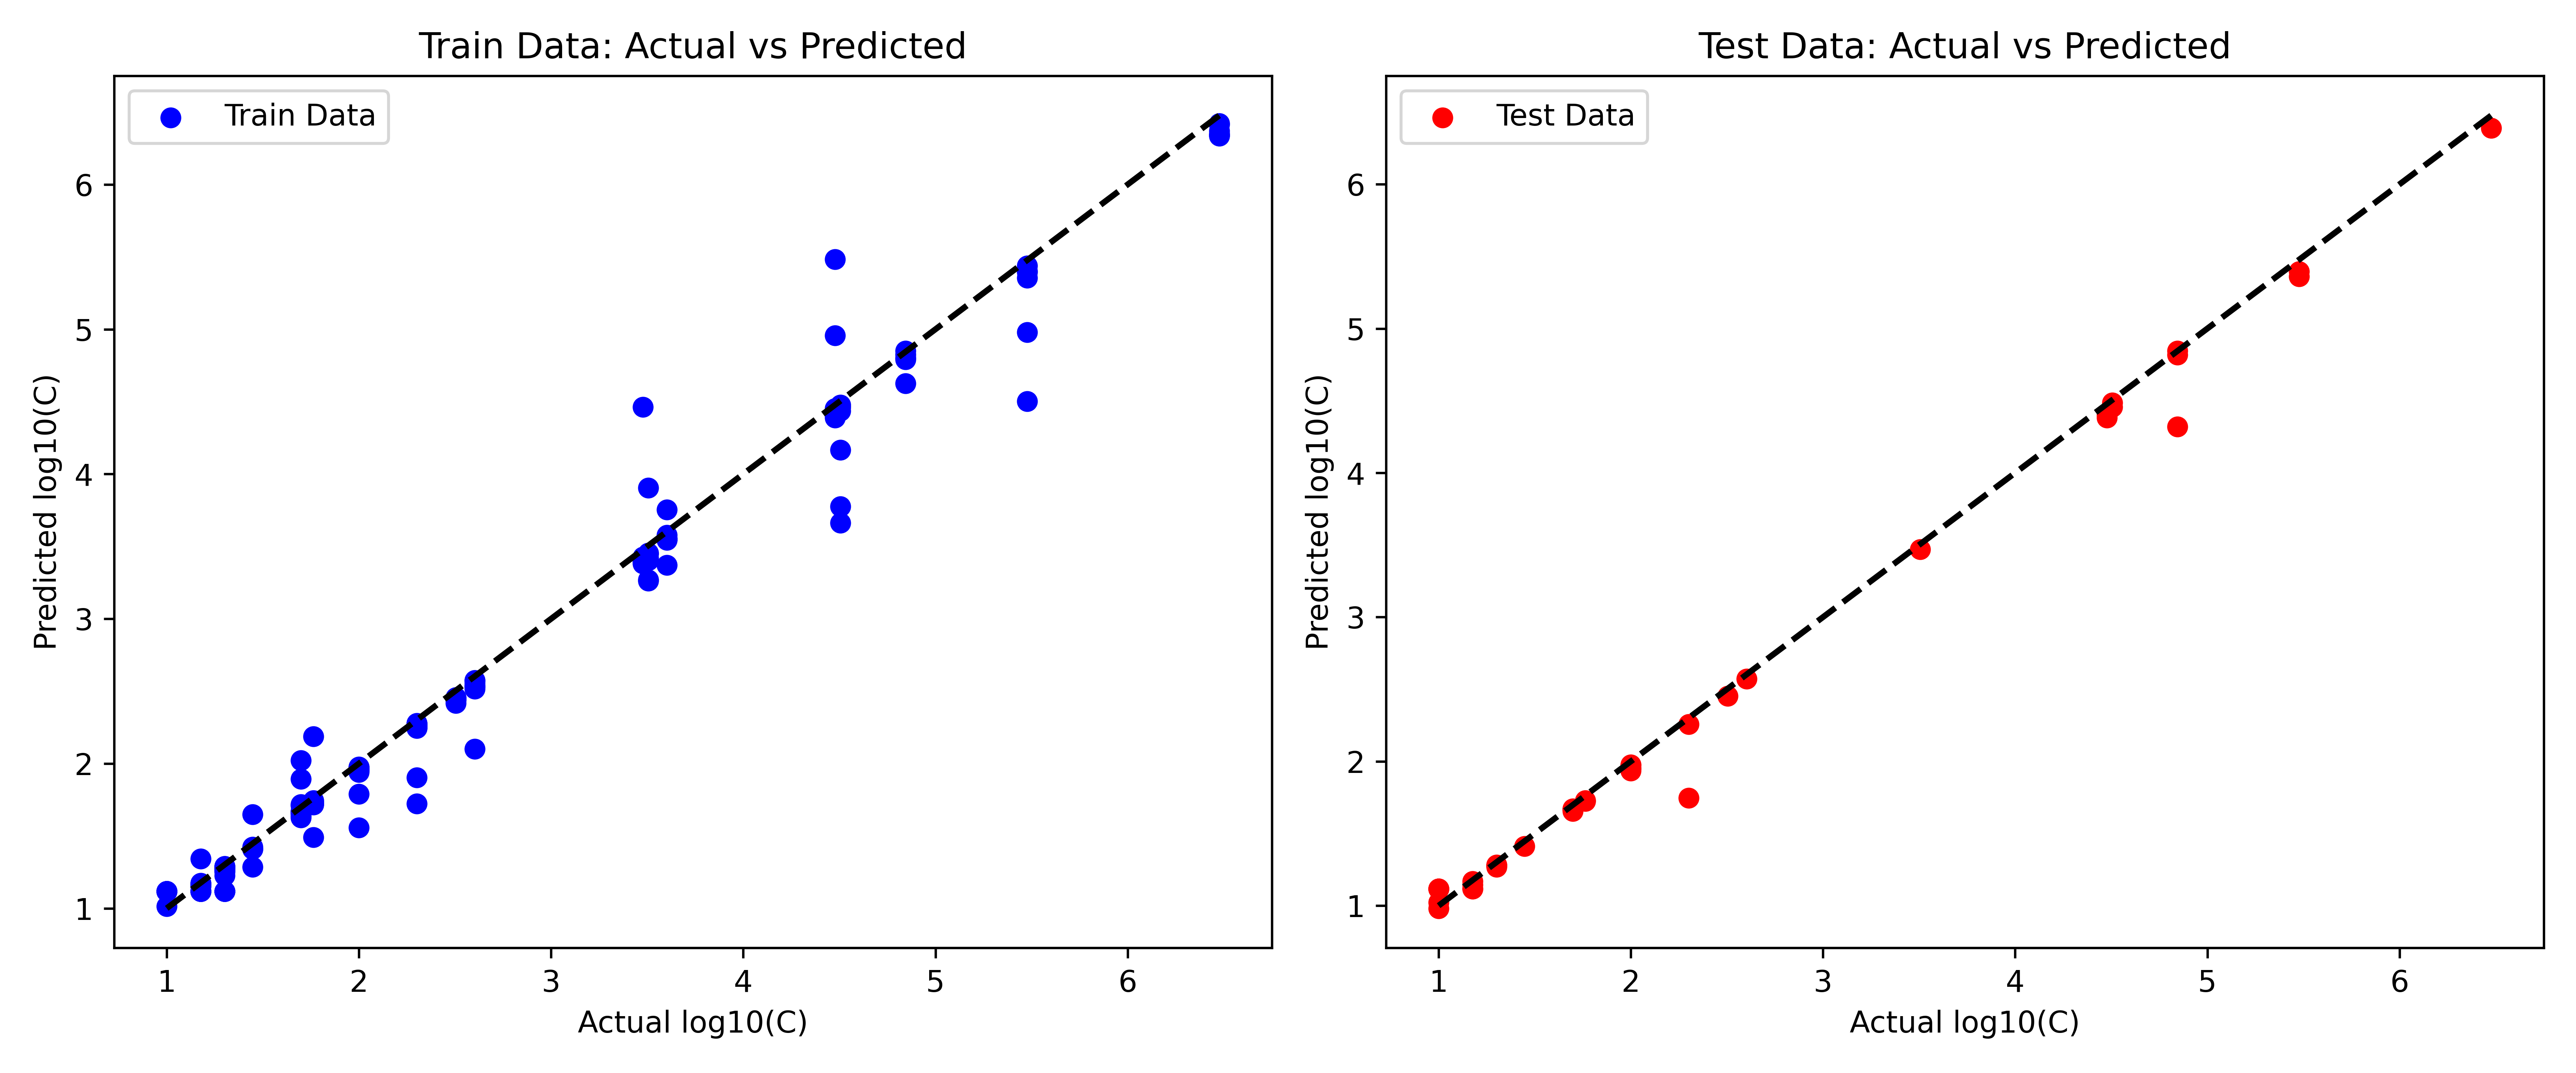 Train Data: Actual vs Predicted
Train Data
Predicted log10(C)
6
5
4
3
2
1
1 2 3 4 5 6
Actual log10(C)
Test Data: Actual vs Predicted
Test Data
Predicted log10(C)
6
5
4
3
2
1
1 2 3 4 5 6
Actual log10(C)